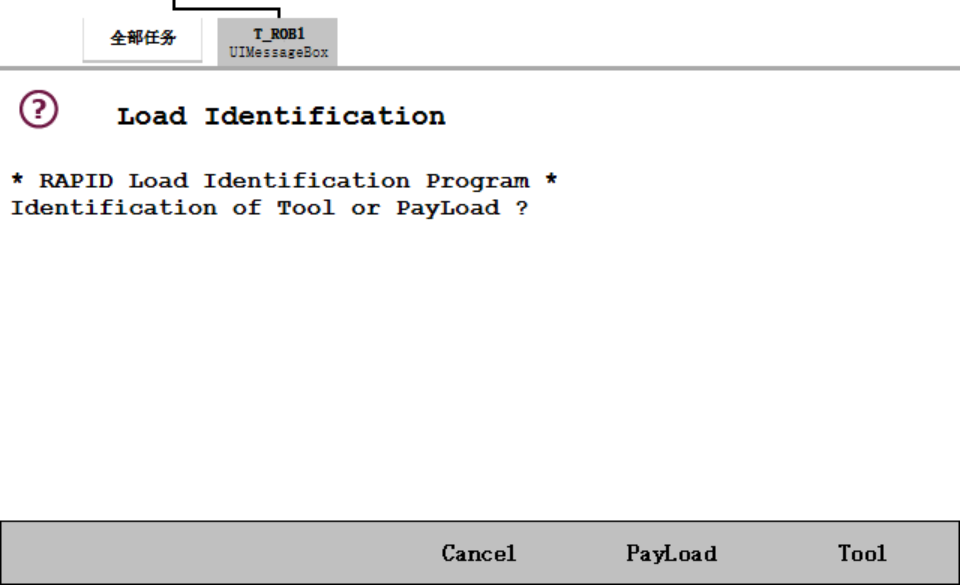 全部任务
T_ROB1
UIMessageBox
Load Identification
* RAPID Load Identification Program *
Identification of Tool or PayLoad ?
Cancel PayLoad Tool